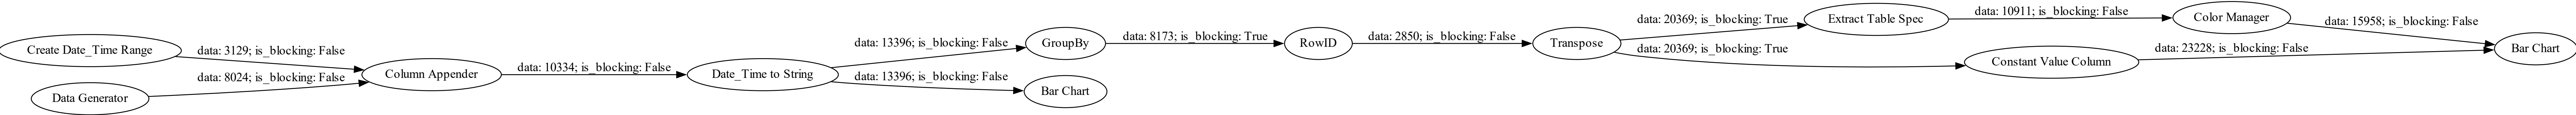 Create Date_Time Range
data: 3129; is_blocking: False
Data Generator
data: 8024; is_blocking: False
Column Appender
data: 10334; is_blocking: False
Date_Time to String
data: 13396; is_blocking: False
data: 13396; is_blocking: False
GroupBy
Bar Chart
data: 8173; is_blocking: True
RowID
data: 2850; is_blocking: False
Transpose
data: 20369; is_blocking: True
data: 20369; is_blocking: True
Extract Table Spec
data: 10911; is_blocking: False
Constant Value Column
Color Manager
data: 23228; is_blocking: False
data: 15958; is_blocking: False
Bar Chart